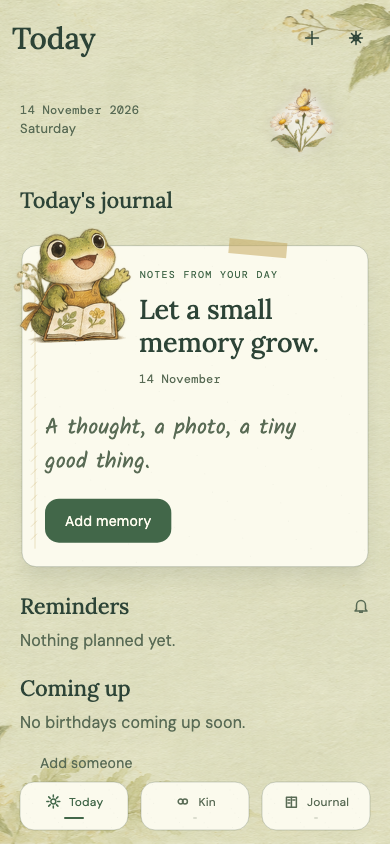 Today
14 November 2026
Saturday
Today's journal
NOTES FROM YOUR DAY
Let a small
memory grow.
14 November
A thought, a photo, a tiny
good thing.
Add memory
Reminders
Nothing planned yet.
Coming up
No birthdays coming up soon.
Add someone
Today
Kin
Journal